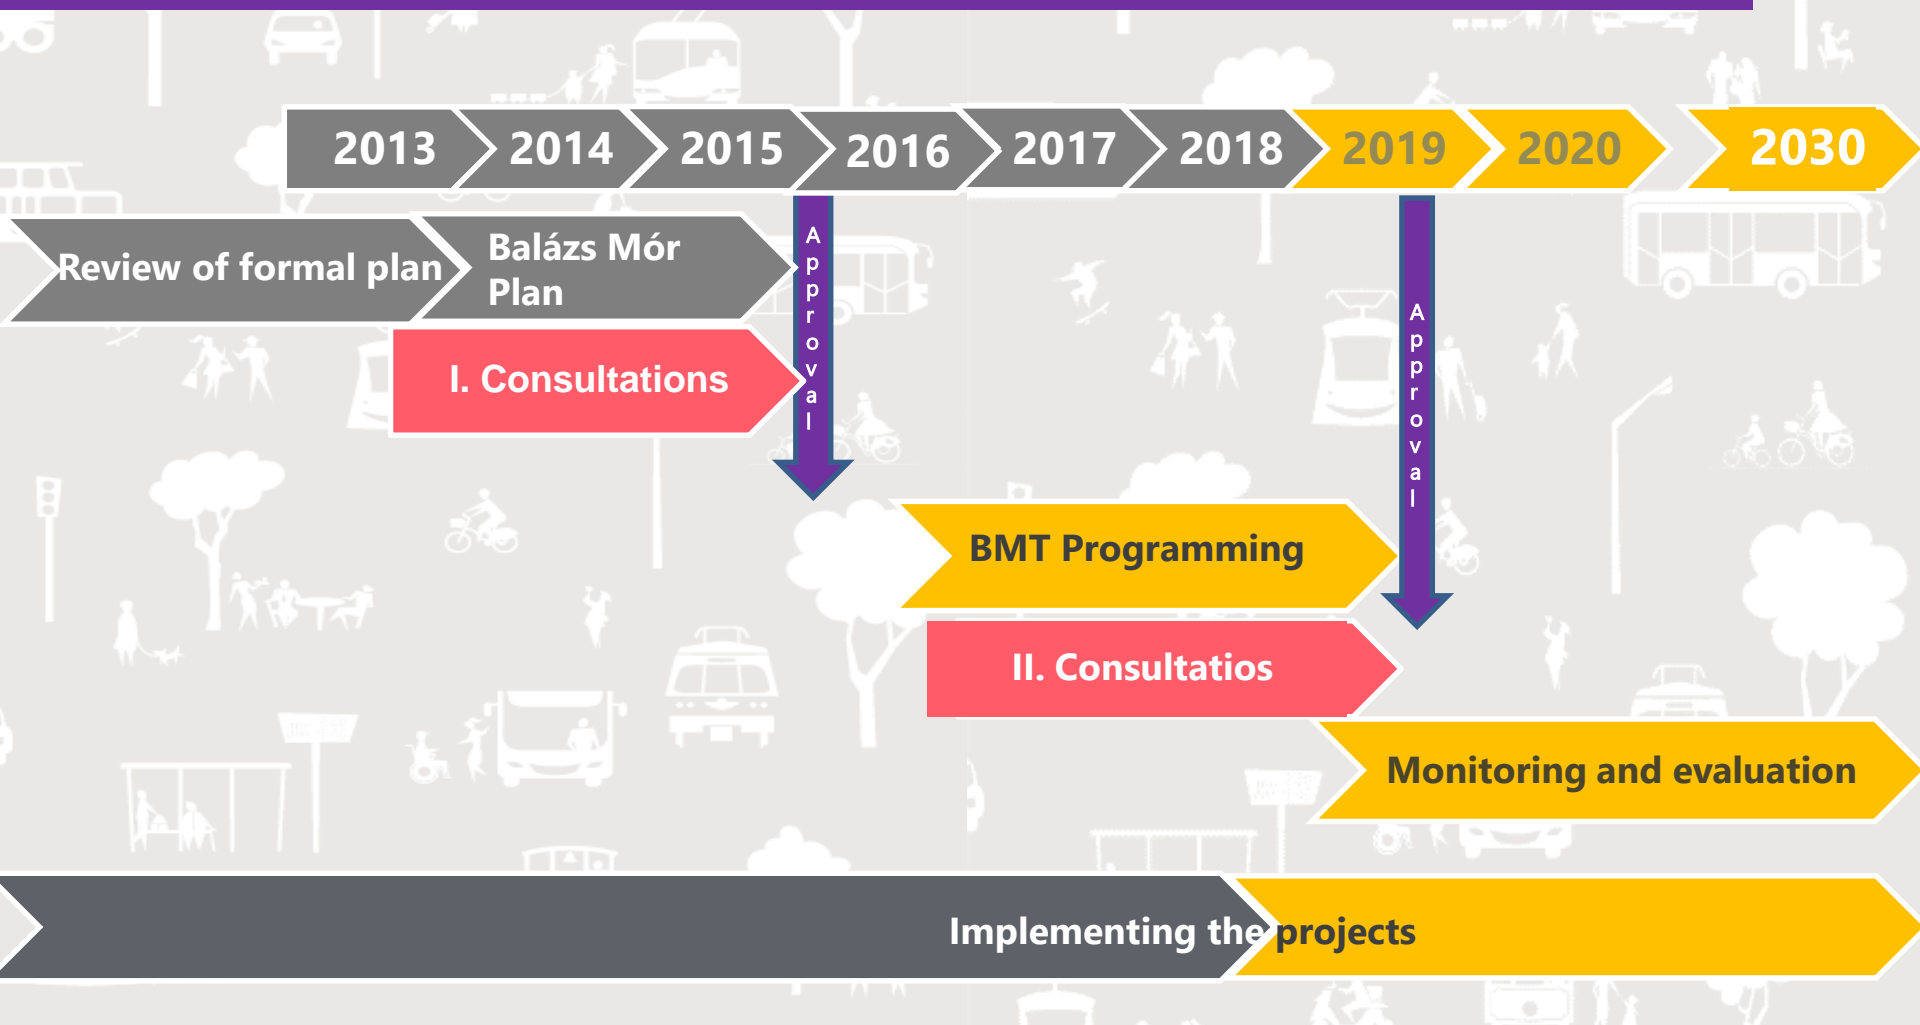 2013
2014
2015
2016
2017
2018
2019
2020
2030
Review of formal plan
Balázs Mór
Plan
I. Consultations
Approval
Approval
BMT Programming
II. Consultatios
Monitoring and evaluation
Implementing the projects